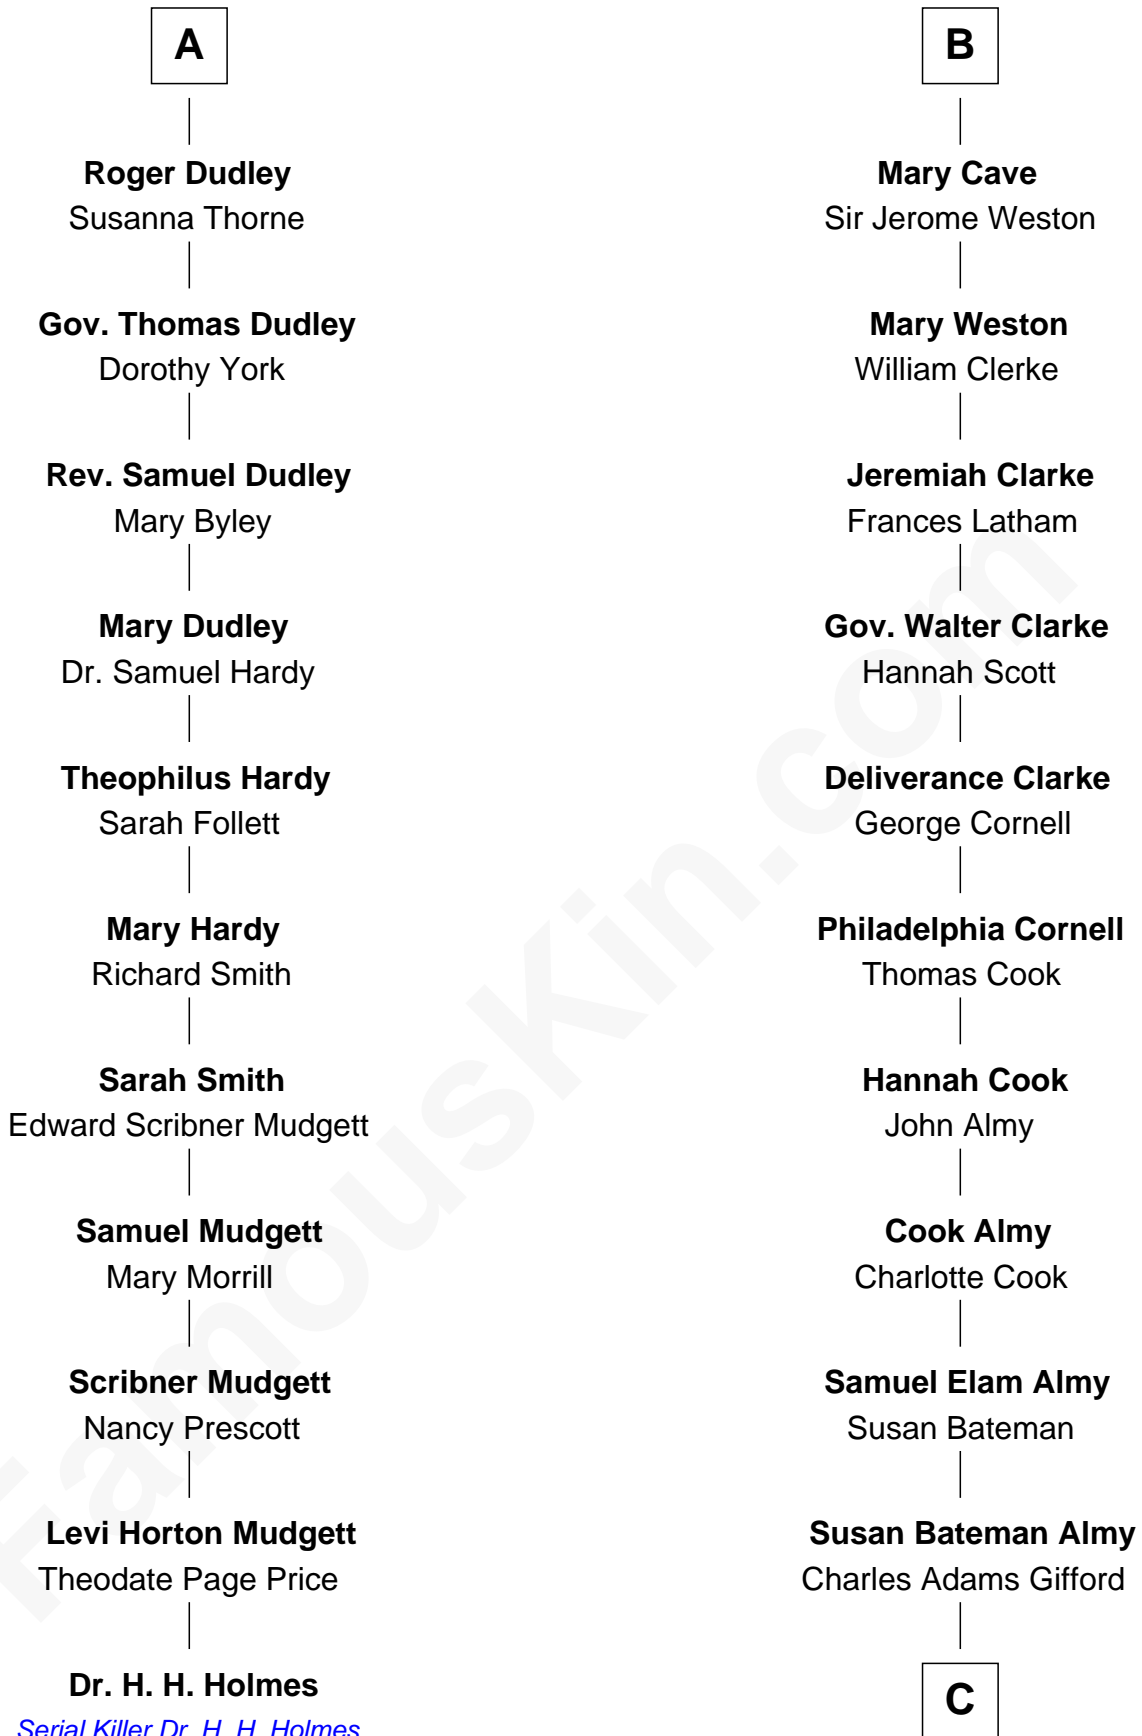 A
Roger Dudley
Susanna Thorne
Gov. Thomas Dudley
Dorothy York
Rev. Samuel Dudley
Mary Byley
Mary Dudley
Dr. Samuel Hardy
Theophilus Hardy
Sarah Follett
Mary Hardy
Richard Smith
Sarah Smith
Edward Scribner Mudgett
Samuel Mudgett
Mary Morrill
Scribner Mudgett
Nancy Prescott
Levi Horton Mudgett
Theodate Page Price
Dr. H. H. Holmes
Serial Killer Dr. H. H. Holmes
B
Mary Cave
Sir Jerome Weston
Mary Weston
William Clerke
Jeremiah Clarke
Frances Latham
Gov. Walter Clarke
Hannah Scott
Deliverance Clarke
George Cornell
Philadelphia Cornell
Thomas Cook
Hannah Cook
John Almy
Cook Almy
Charlotte Cook
Samuel Elam Almy
Susan Bateman
Susan Bateman Almy
Charles Adams Gifford
C
FamousKin.com